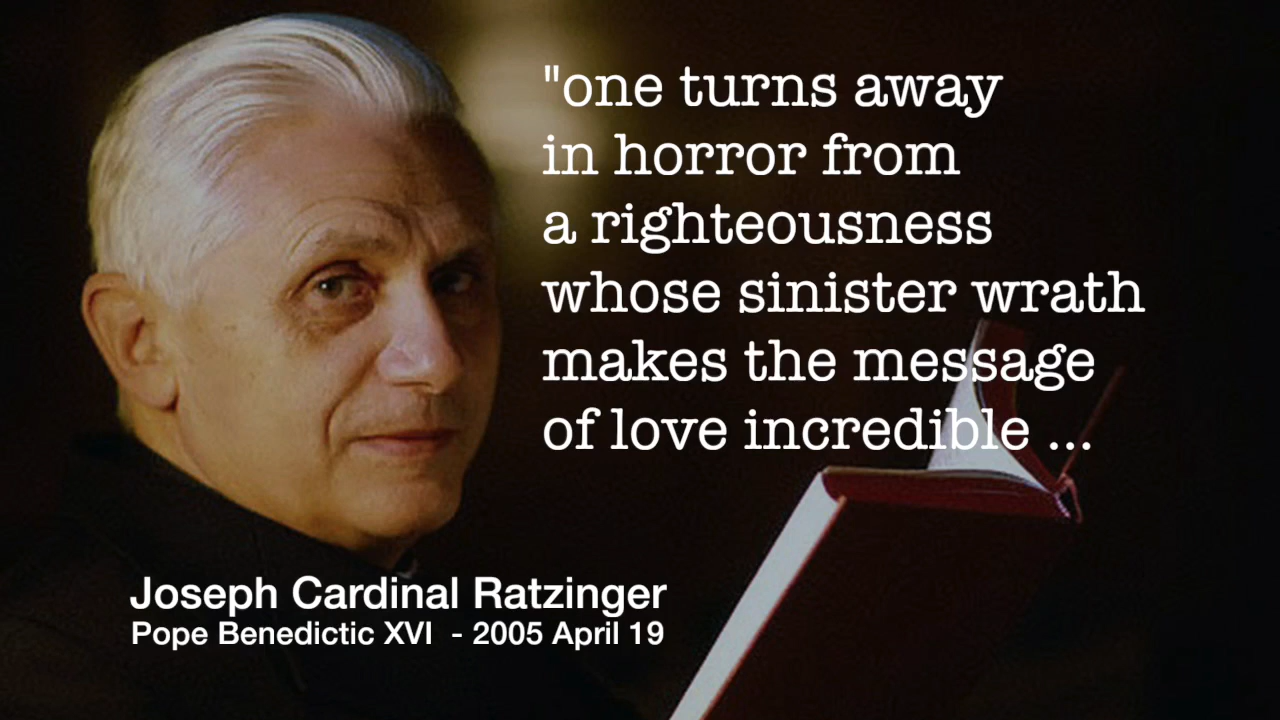 "one turns away
in horror from
a righteousness
whose sinister wrath
makes the message
of love incredible ...
Joseph Cardinal Ratzinger
Pope Benedictic XVI - 2005 April 19